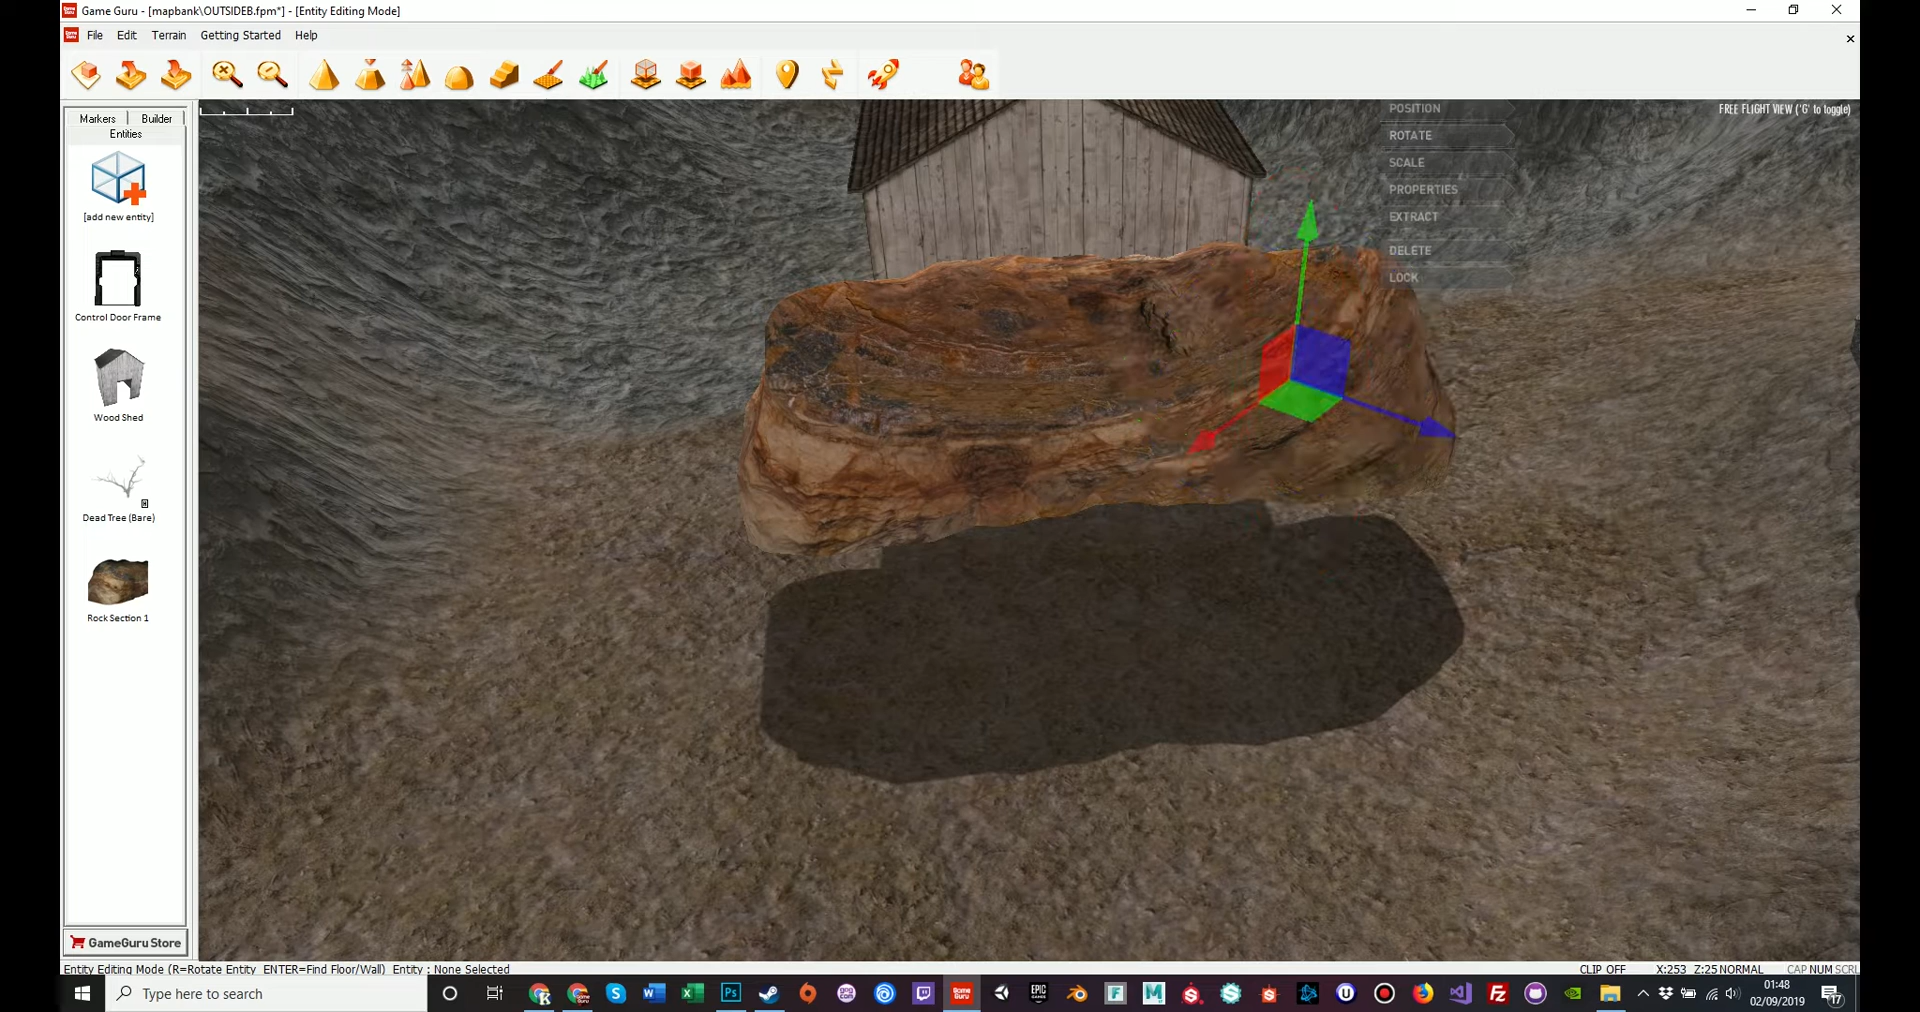 Game Guru - [mapbank\OUTSIDEB.fpm*] - [Entity Editing Mode]
File Edit Terrain Getting Started Help
Markers Builder
Entities
[add new entity]
Control Door Frame
Wood Shed
Dead Tree (Bare)
Rock Section 1
GameGuru Store
POSITION
ROTATE
SCALE
PROPERTIES
EXTRACT
DELETE
LOCK
FREE FLIGHT VIEW ('G' to toggle)
Entity Editing Mode (R=Rotate Entity ENTER=Find Floor/Wall) Entity : None Selected
CLIP OFF X:253 Z:25 NORMAL CAP NUM SCRL
Type here to search
01:48
02/09/2019
17